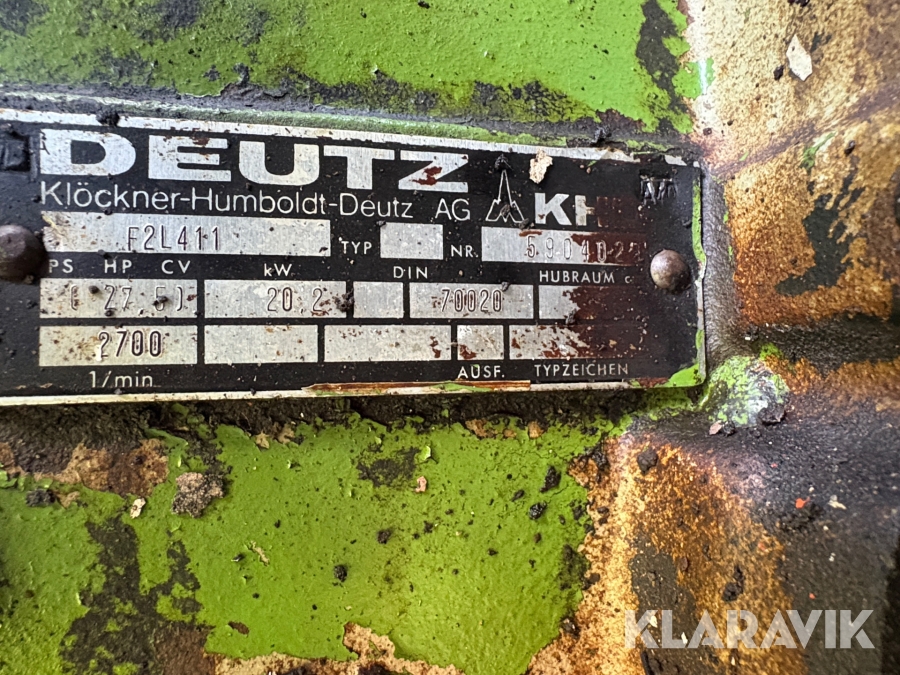 DEUTZ
Klöckner-Humboldt-Deutz AG KH
F2L411 TYP NR.
PS HP CV kW DIN HUBRAUM c
( 27,5) 20,2 70020
2700
1/min AUSF. TYPZEICHEN
KLARAVIK